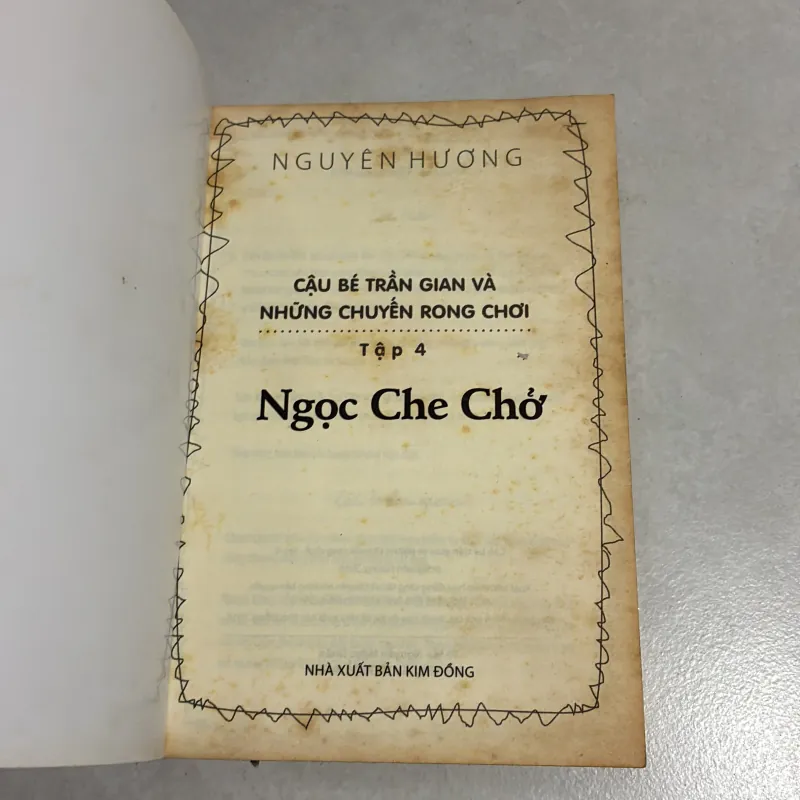 NGUYÊN HƯƠNG
CẬU BÉ TRẦN GIAN VÀ
NHỮNG CHUYẾN RONG CHƠI
Tập 4
Ngọc Che Chở
NHÀ XUẤT BẢN KIM ĐỒNG